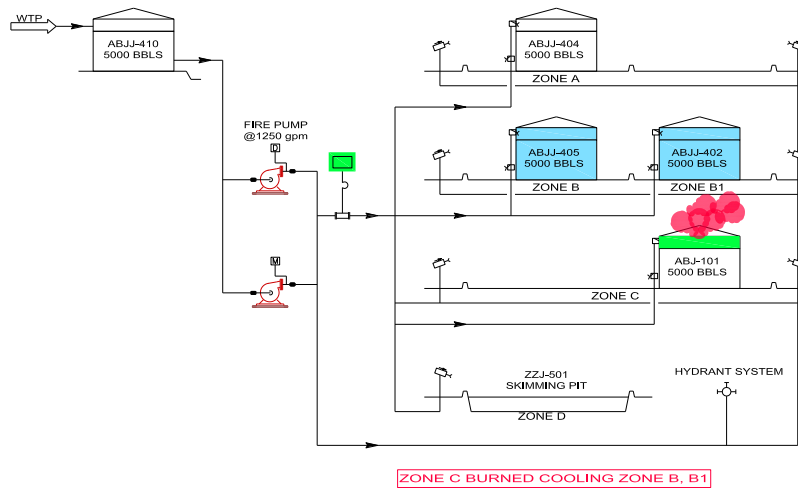 WTP
ABJJ-410
5000 BBLS
ABJJ-404
5000 BBLS
ZONE A
FIRE PUMP
@1250 gpm
D
ABJJ-405
5000 BBLS
ABJJ-402
5000 BBLS
ZONE B
ZONE B1
ABJ-101
5000 BBLS
M
ZONE C
ZZJ-501
SKIMMING PIT
HYDRANT SYSTEM
ZONE D
ZONE C BURNED COOLING ZONE B, B1